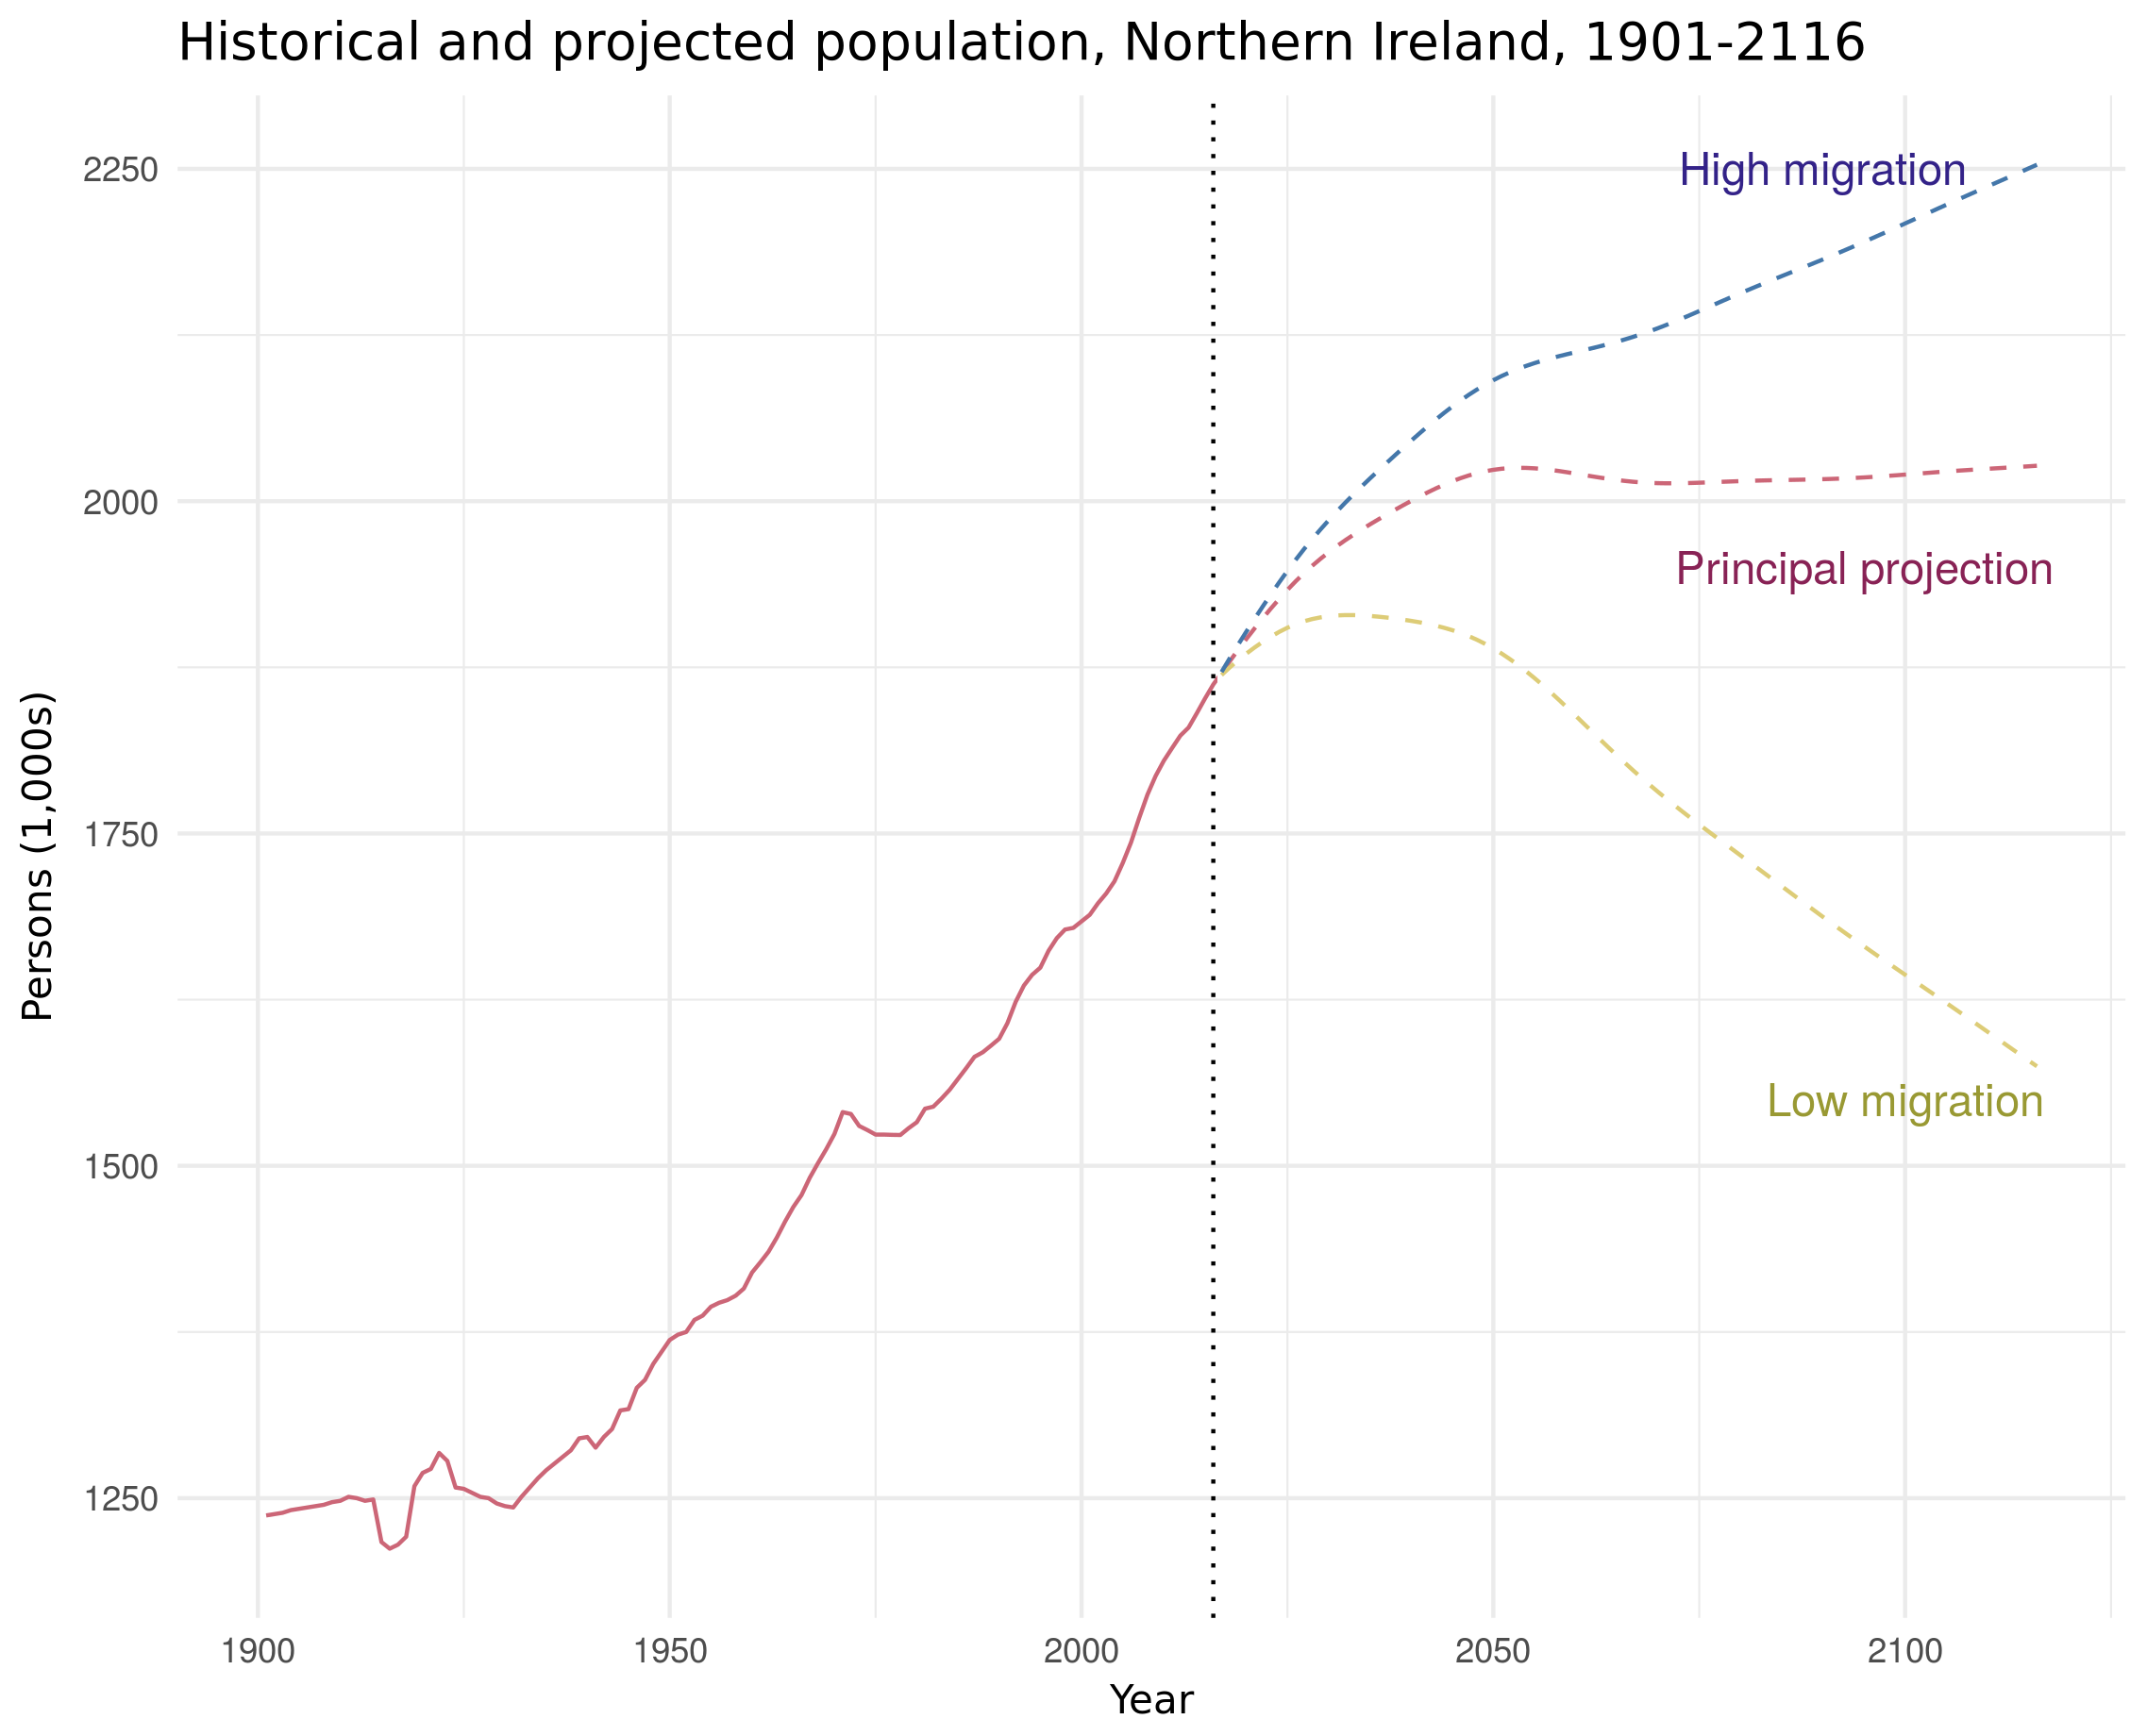 Historical and projected population, Northern Ireland, 1901-2116
Persons (1,000s)
2250
2000
1750
1500
1250
High migration
Principal projection
Low migration
1900
1950
2000
2050
2100
Year